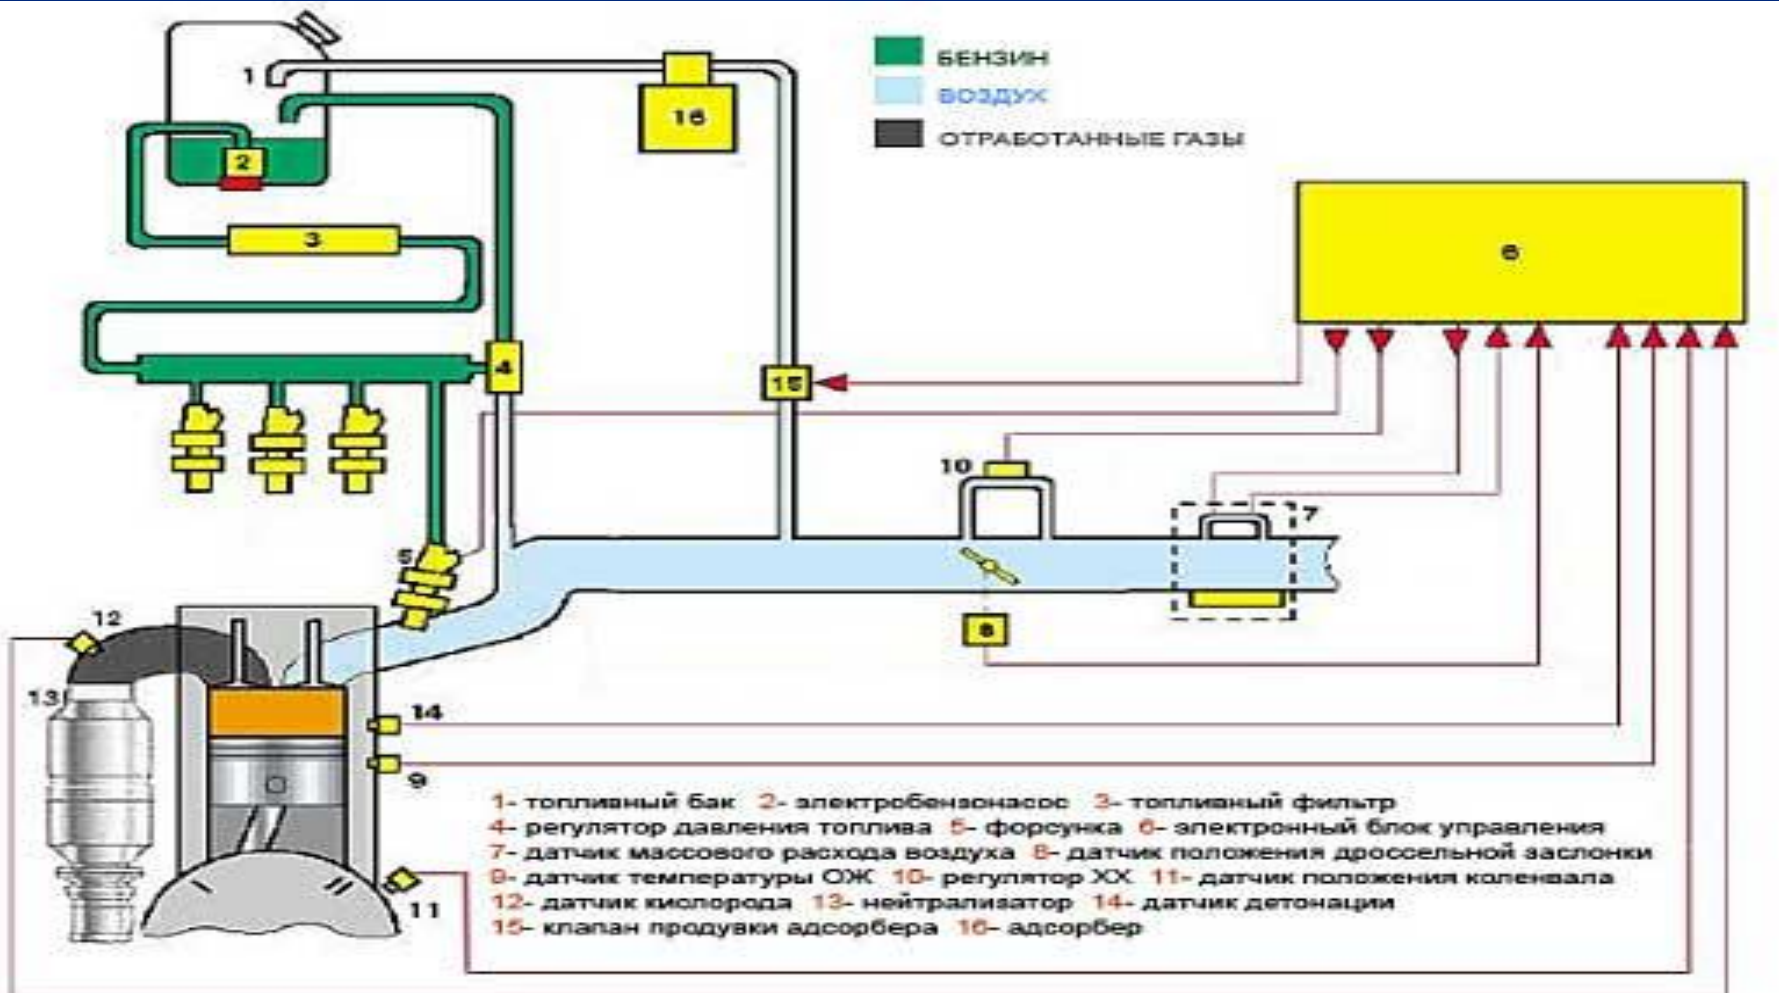 1
БЕНЗИН
ВОЗДУХ
ОТРАБОТАННЫЕ ГАЗЫ
16
2
3
6
4
15
10
7
5
8
12
13
14
9
11
1- топливный бак 2- электробензонасос 3- топливный фильтр
4- регулятор давления топлива 5- форсунка 6- электронный блок управления
7- датчик массового расхода воздуха 8- датчик положения дроссельной заслонки
9- датчик температуры ОЖ 10- регулятор ХХ 11- датчик положения коленвала
12- датчик кислорода 13- нейтрализатор 14- датчик детонации
15- клапан продувки адсорбера 16- адсорбер